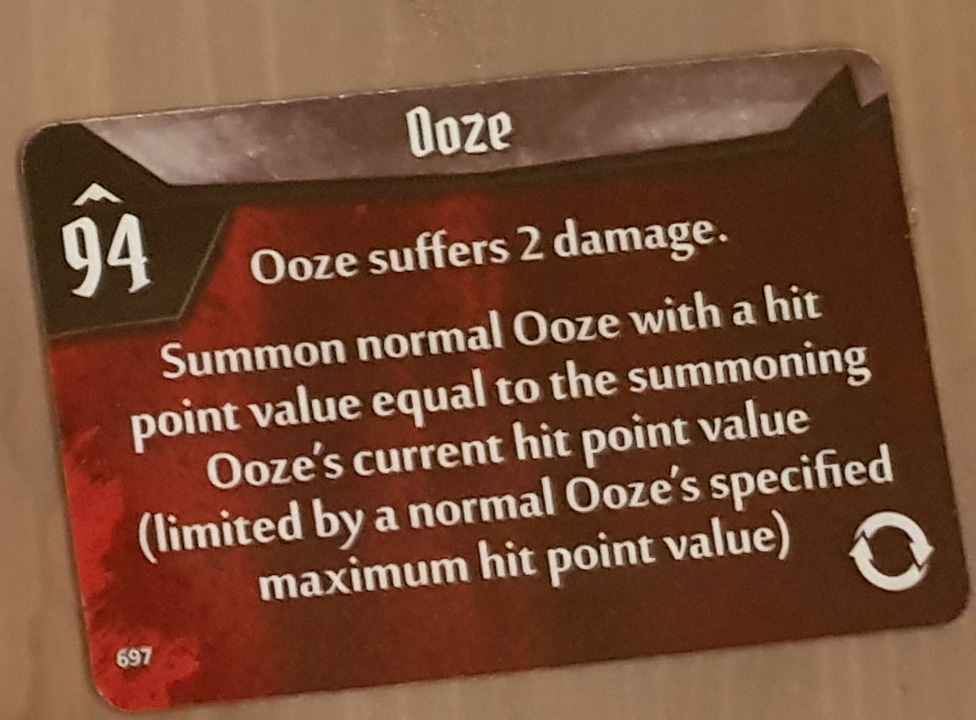 Ooze
94
Ooze suffers 2 damage.
Summon normal Ooze with a hit
point value equal to the summoning
Ooze's current hit point value
(limited by a normal Ooze's specified
maximum hit point value)
697